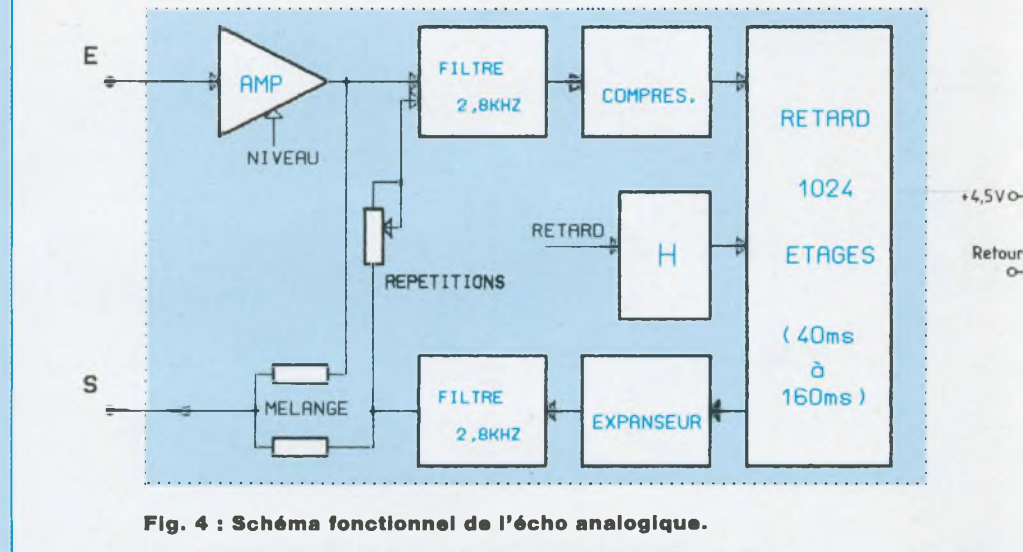 E
AMP
NIVEAU
FILTRE
2,8KHZ
COMPRES.
RETARD
1024
ETAGES
(40ms
à
160ms)
RETARD
H
REPETITIONS
+4,5V
Retour
S
MELANGE
FILTRE
2,8KHZ
EXPANSEUR
Fig. 4 : Schéma fonctionnel de l'écho analogique.